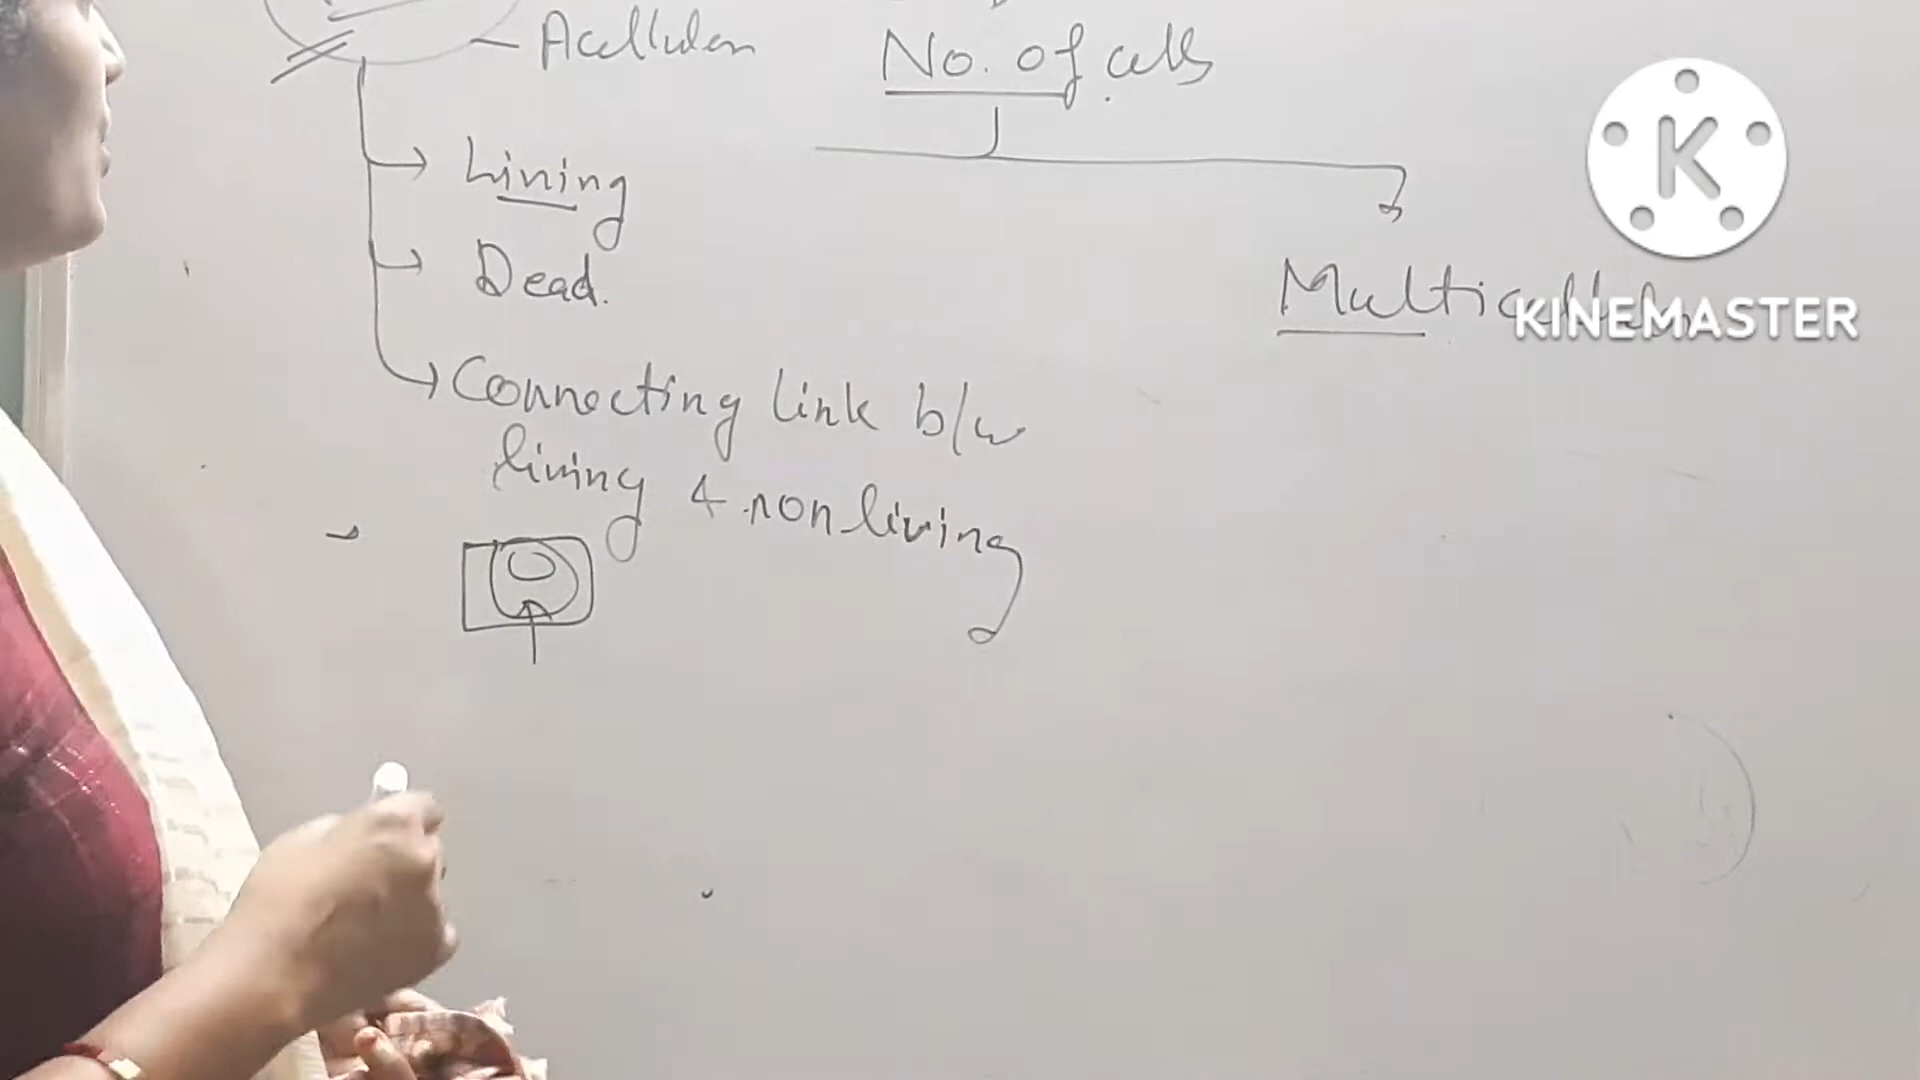 Acellular
No. of cells
Living
Dead.
Multicellular
KINEMASTER
Connecting link b/w
living & non living